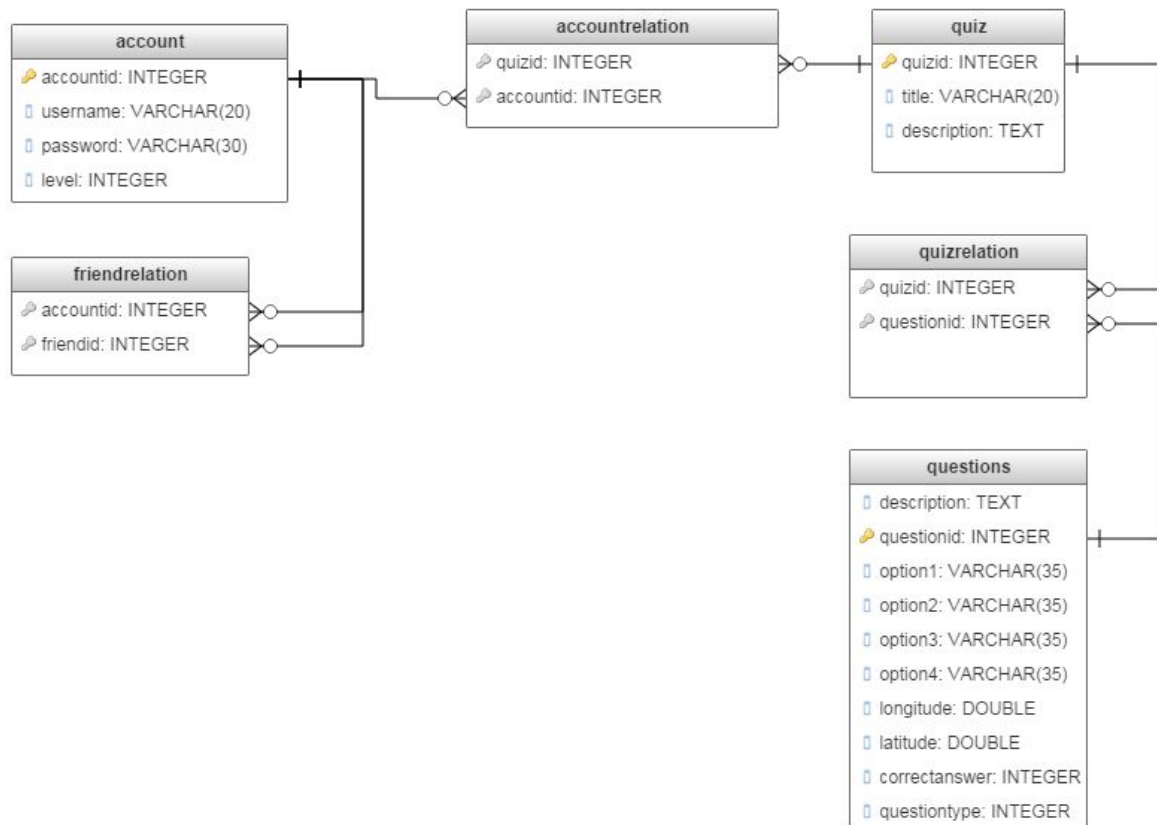 account
accountid: INTEGER
username: VARCHAR(20)
password: VARCHAR(30)
level: INTEGER
accountrelation
quizid: INTEGER
accountid: INTEGER
quiz
quizid: INTEGER
title: VARCHAR(20)
description: TEXT
friendrelation
accountid: INTEGER
friendid: INTEGER
quizrelation
quizid: INTEGER
questionid: INTEGER
questions
description: TEXT
questionid: INTEGER
option1: VARCHAR(35)
option2: VARCHAR(35)
option3: VARCHAR(35)
option4: VARCHAR(35)
longitude: DOUBLE
latitude: DOUBLE
correctanswer: INTEGER
questiontype: INTEGER